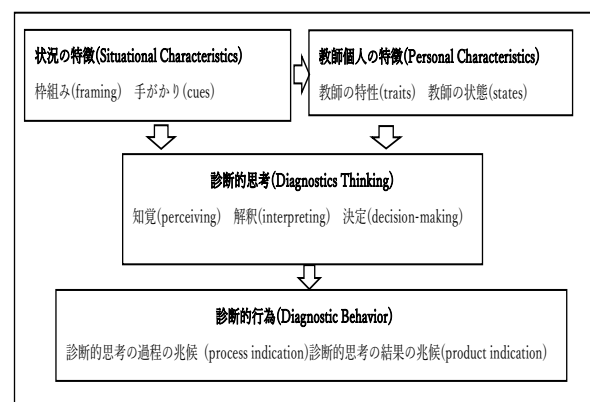 状況の特徴(Situational Characteristics)
枠組み(framing) 手がかり(cues)
教師個人の特徴(Personal Characteristics)
教師の特性(traits) 教師の状態(states)
診断的思考(Diagnostics Thinking)
知覚(perceiving) 解釈(interpreting) 決定(decision-making)
診断的行為(Diagnostic Behavior)
診断的思考の過程の兆候 (process indication)診断的思考の結果の兆候(product indication)